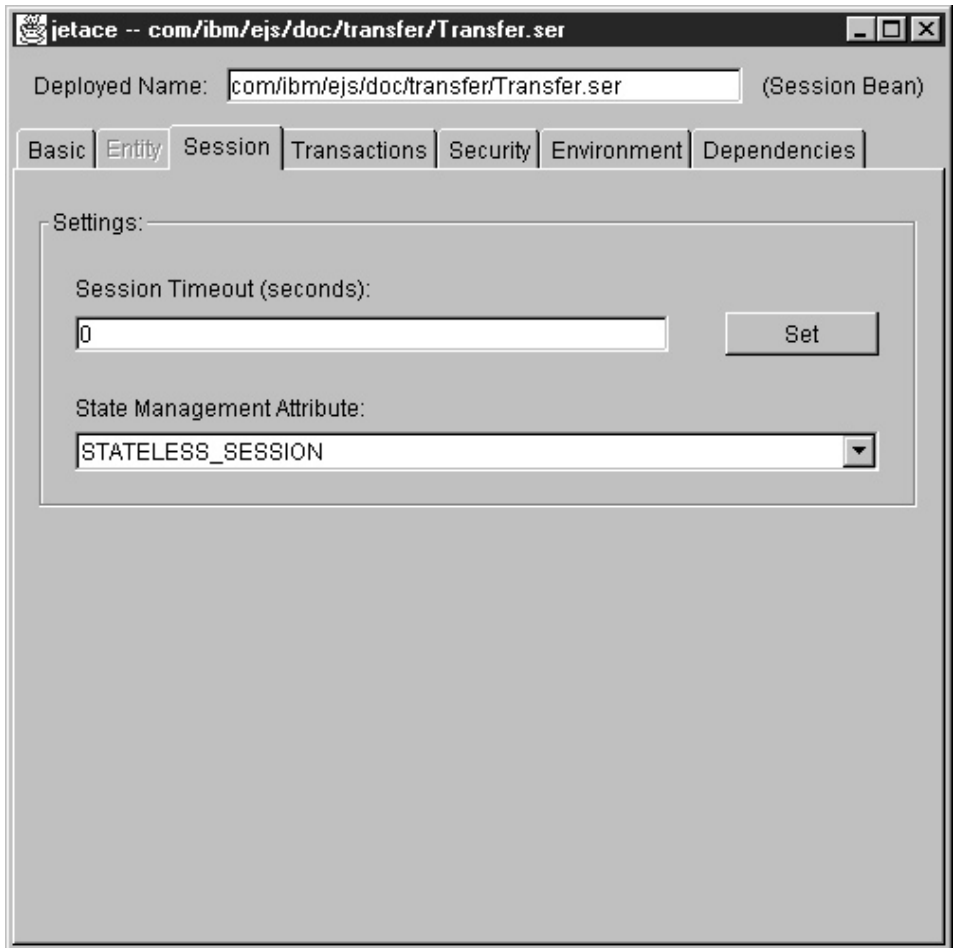 jetace -- com/ibm/ejs/doc/transfer/Transfer.ser
Deployed Name: com/ibm/ejs/doc/transfer/Transfer.ser (Session Bean)
Basic Entity Session Transactions Security Environment Dependencies
Settings:
Session Timeout (seconds):
0 Set
State Management Attribute:
STATELESS_SESSION